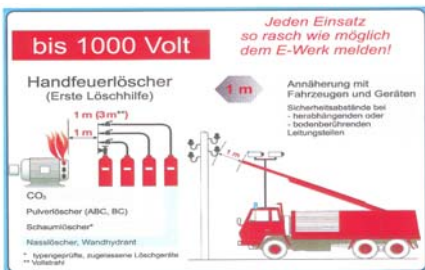 bis 1000 Volt
Jeden Einsatz
so rasch wie möglich
dem E-Werk melden!
Handfeuerlöscher
(Erste Löschhilfe)
1 m (3m**)
1 m
CO₂
Pulverlöscher (ABC, BC)
Schaumlöscher*
Nasslöscher, Wandhydrant
* typengeprüfte, zugelassene Löschgeräte
** Vollstrahl
1 m
Annäherung mit
Fahrzeugen und Geräten
Sicherheitsabstände bei
- herabhängenden oder
- bodenberührenden
Leitungsteilen
1 m